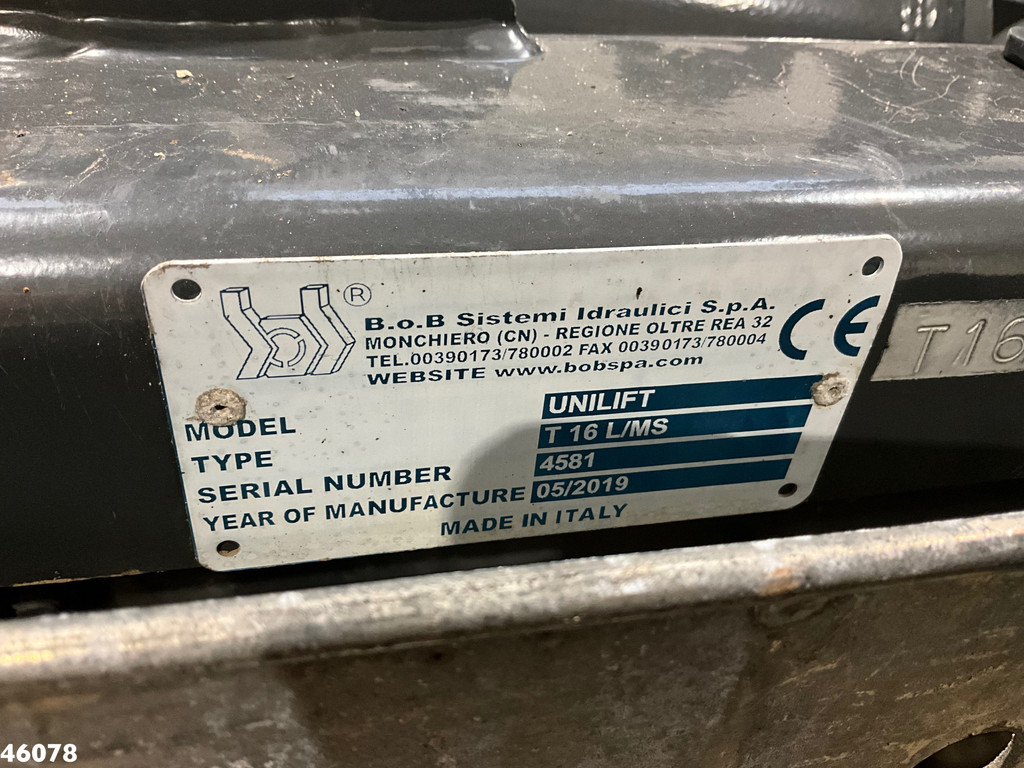 ®
B.o.B Sistemi Idraulici S.p.A.
MONCHIERO (CN) - REGIONE OLTRE REA 32
TEL.00390173/780002 FAX 00390173/780004
WEBSITE www.bobspa.com
CE
MODEL UNILIFT
TYPE T 16 L/MS
SERIAL NUMBER 4581
YEAR OF MANUFACTURE 05/2019
MADE IN ITALY
T 16
46078